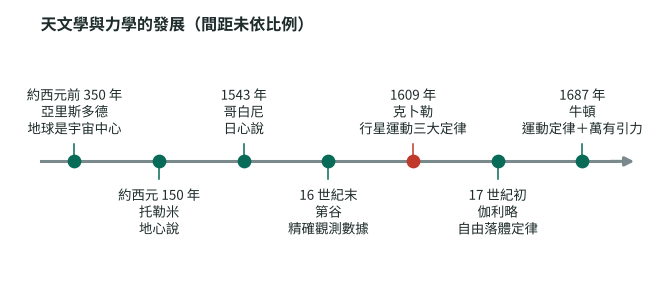 天文學與力學的發展（間距未依比例）
約西元前 350 年
亞里斯多德
地球是宇宙中心
約西元 150 年
托勒米
地心說
1543 年
哥白尼
日心說
16 世紀末
第谷
精確觀測數據
1609 年
克卜勒
行星運動三大定律
17 世紀初
伽利略
自由落體定律
1687 年
牛頓
運動定律＋萬有引力